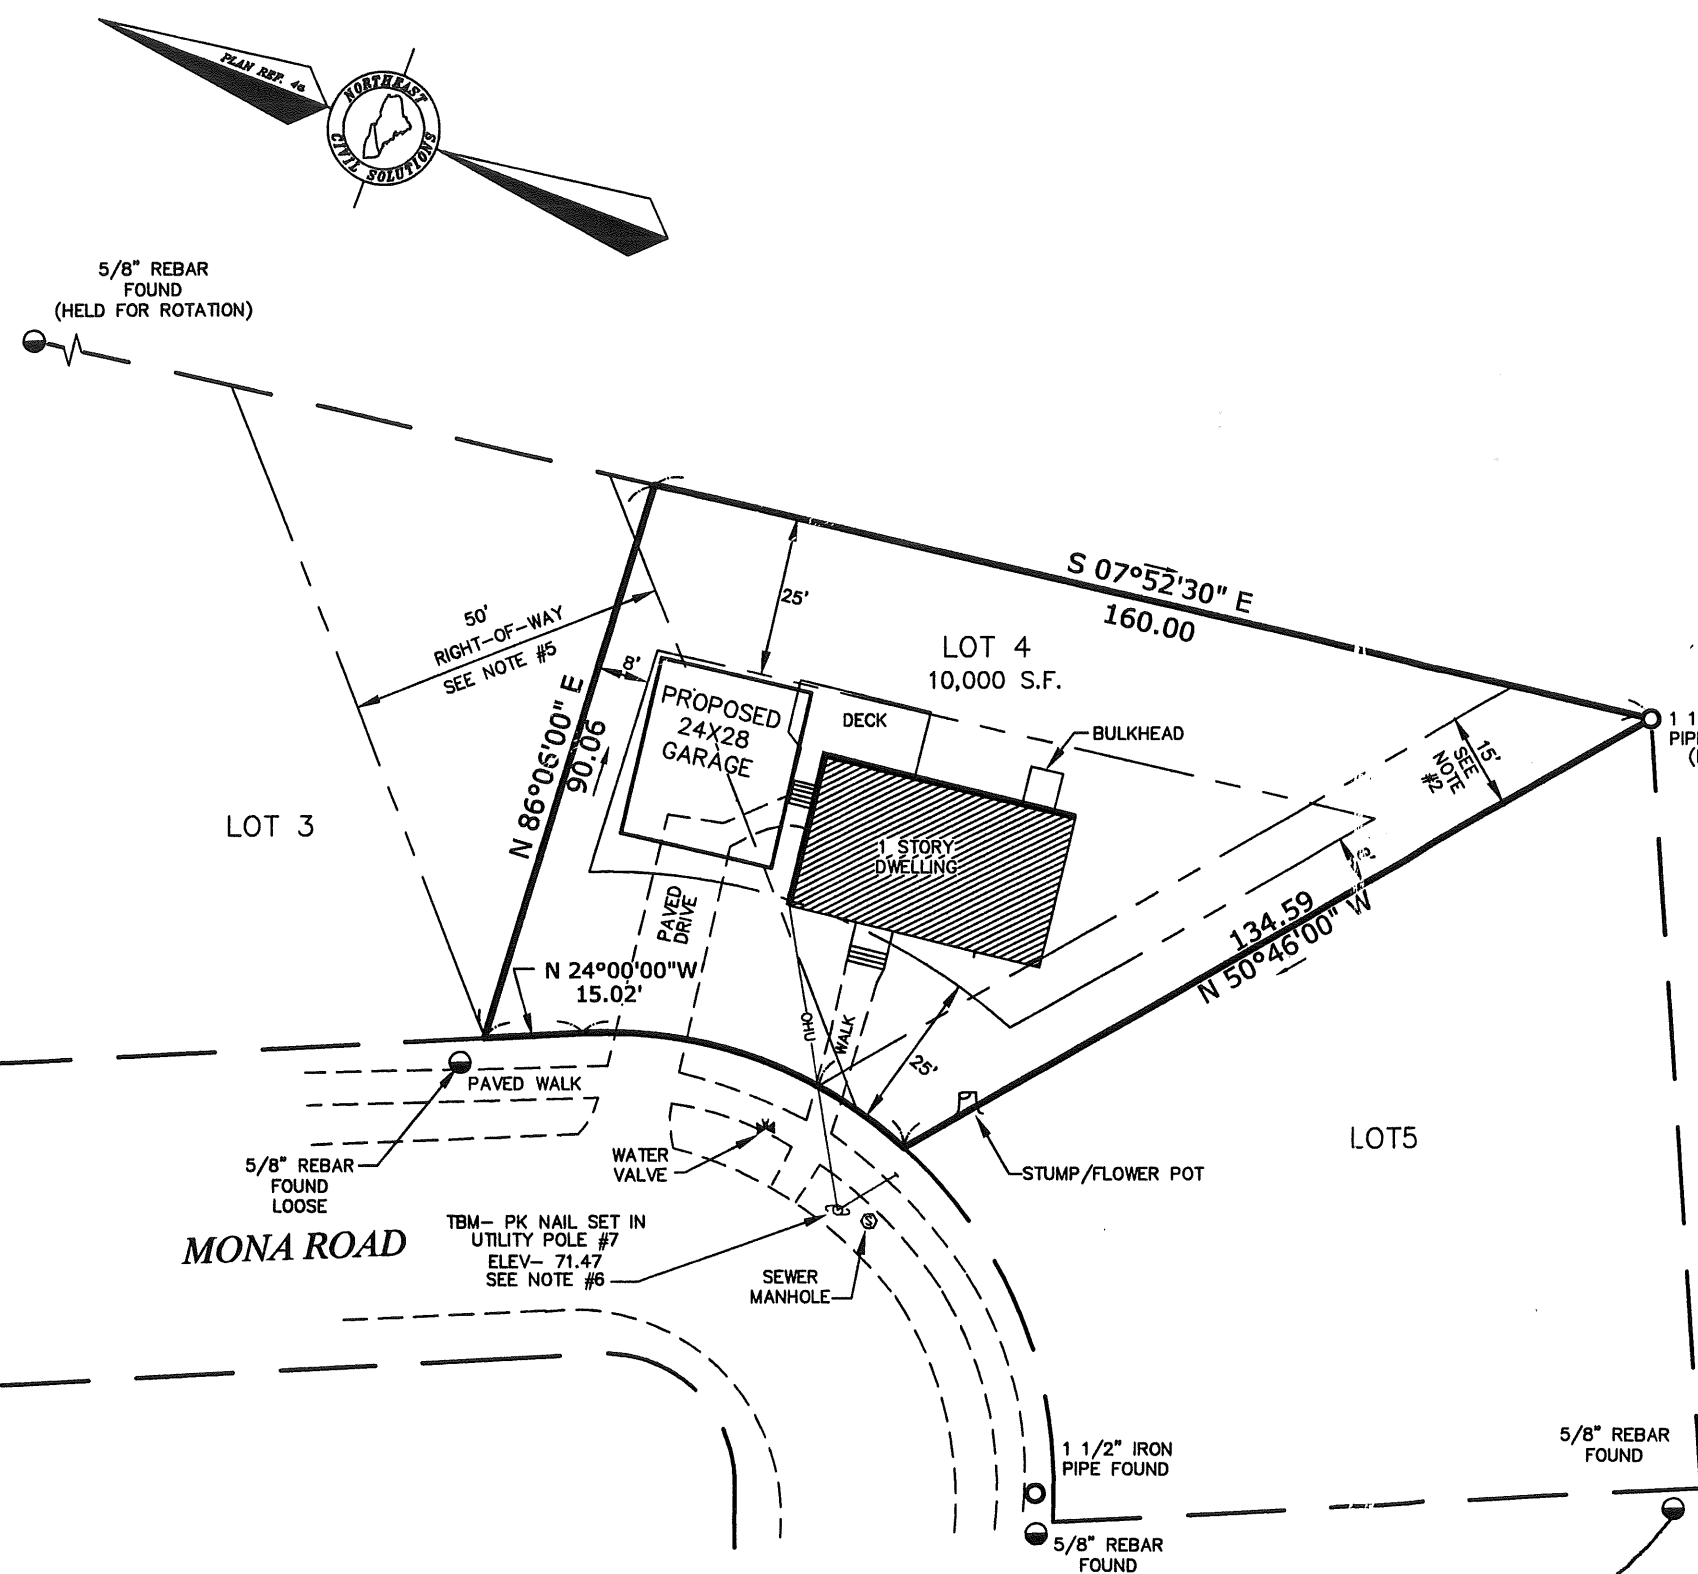 PLAN REF. 4a
NORTHEAST
CIVIL SOLUTIONS
5/8" REBAR
FOUND
(HELD FOR ROTATION)
S 07°52'30" E
160.00
25'
50'
RIGHT-OF-WAY
SEE NOTE #5
8'
LOT 4
10,000 S.F.
PROPOSED
24X28
GARAGE
DECK
BULKHEAD
15'
SEE
NOTE
#2
1 1
PIP
N 86°06'00" E
90.06
LOT 3
1 STORY
DWELLING
PAVED
DRIVE
134.59
N 50°46'00" W
N 24°00'00"W
15.02'
OHU
WALK
25'
PAVED WALK
LOT5
WATER
VALVE
STUMP/FLOWER POT
5/8" REBAR
FOUND
LOOSE
TBM- PK NAIL SET IN
UTILITY POLE #7
ELEV- 71.47
SEE NOTE #6
MONA ROAD
SEWER
MANHOLE
S
1 1/2" IRON
PIPE FOUND
5/8" REBAR
FOUND
5/8" REBAR
FOUND